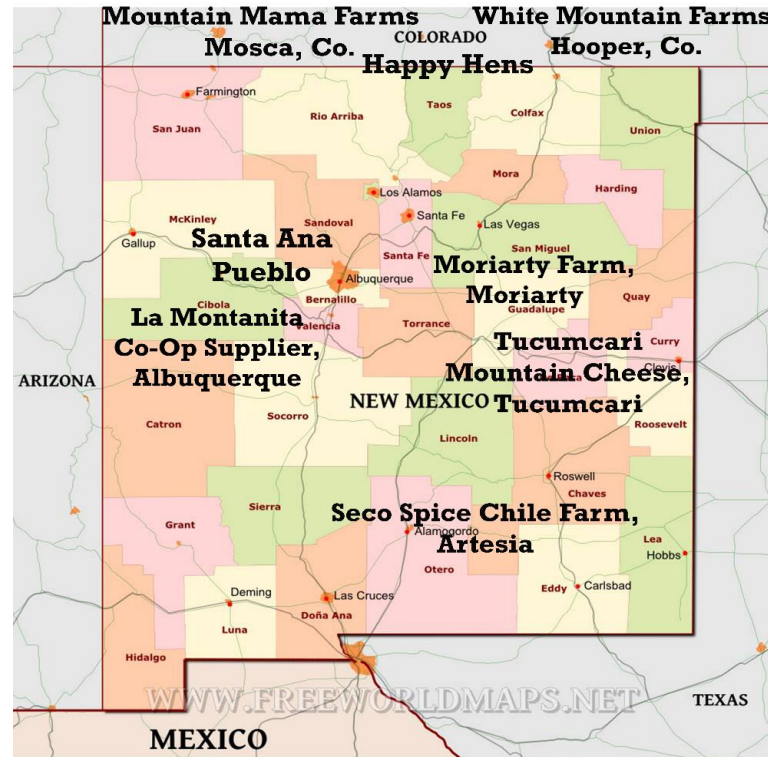 Mountain Mama Farms
Mosca, Co.
White Mountain Farms
Hooper, Co.
COLORADO
Happy Hens
Farmington
San Juan
Rio Arriba
Taos
Colfax
Union
Mora
Harding
Los Alamos
McKinley
Sandoval
Santa Fe
Las Vegas
Gallup
Santa Ana
Pueblo
Santa Fe
San Miguel
Albuquerque
Bernalillo
Moriarty Farm,
Moriarty
Quay
Guadalupe
Cibola
La Montanita
Co-Op Supplier,
Albuquerque
Valencia
Torrance
Tucumcari
Mountain Cheese,
Tucumcari
Curry
Clovis
ARIZONA
NEW MEXICO
Catron
Socorro
Lincoln
Roosevelt
Roswell
Chaves
Sierra
Grant
Seco Spice Chile Farm,
Artesia
Alamogordo
Otero
Lea
Hobbs
Eddy
Carlsbad
Deming
Las Cruces
Doña Ana
Luna
Hidalgo
WWW.FREEWORLDMAPS.NET
TEXAS
MEXICO